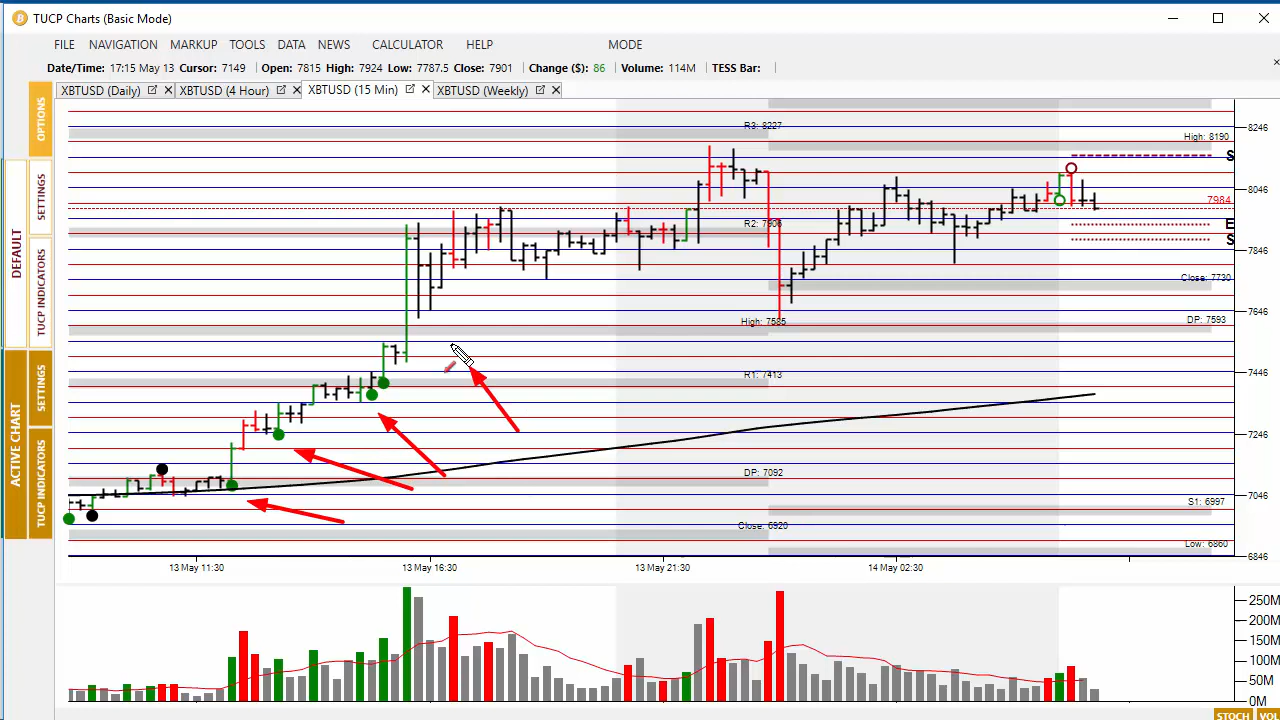 TUCP Charts (Basic Mode)
FILE NAVIGATION MARKUP TOOLS DATA NEWS CALCULATOR HELP MODE
Date/Time: 17:15 May 13 Cursor: 7149 Open: 7815 High: 7924 Low: 7787.5 Close: 7901 Change ($): 86 Volume: 114M TESS Bar:
XBTUSD (Daily) XBTUSD (4 Hour) XBTUSD (15 Min) XBTUSD (Weekly)
OPTIONS
DEFAULT
SETTINGS
TUCP INDICATORS
ACTIVE CHART
SETTINGS
TUCP INDICATORS
R3: 8227
8246
High: 8190
S
8046
7984
R2: 7906
E
S
7846
Close: 7730
7646
High: 7585
DP: 7593
R1: 7413
7446
7246
DP: 7092
7046
S1: 6997
Close: 6920
Low: 6860
6846
13 May 11:30 13 May 16:30 13 May 21:30 14 May 02:30
250M
200M
150M
100M
50M
0M
STOCH VOL